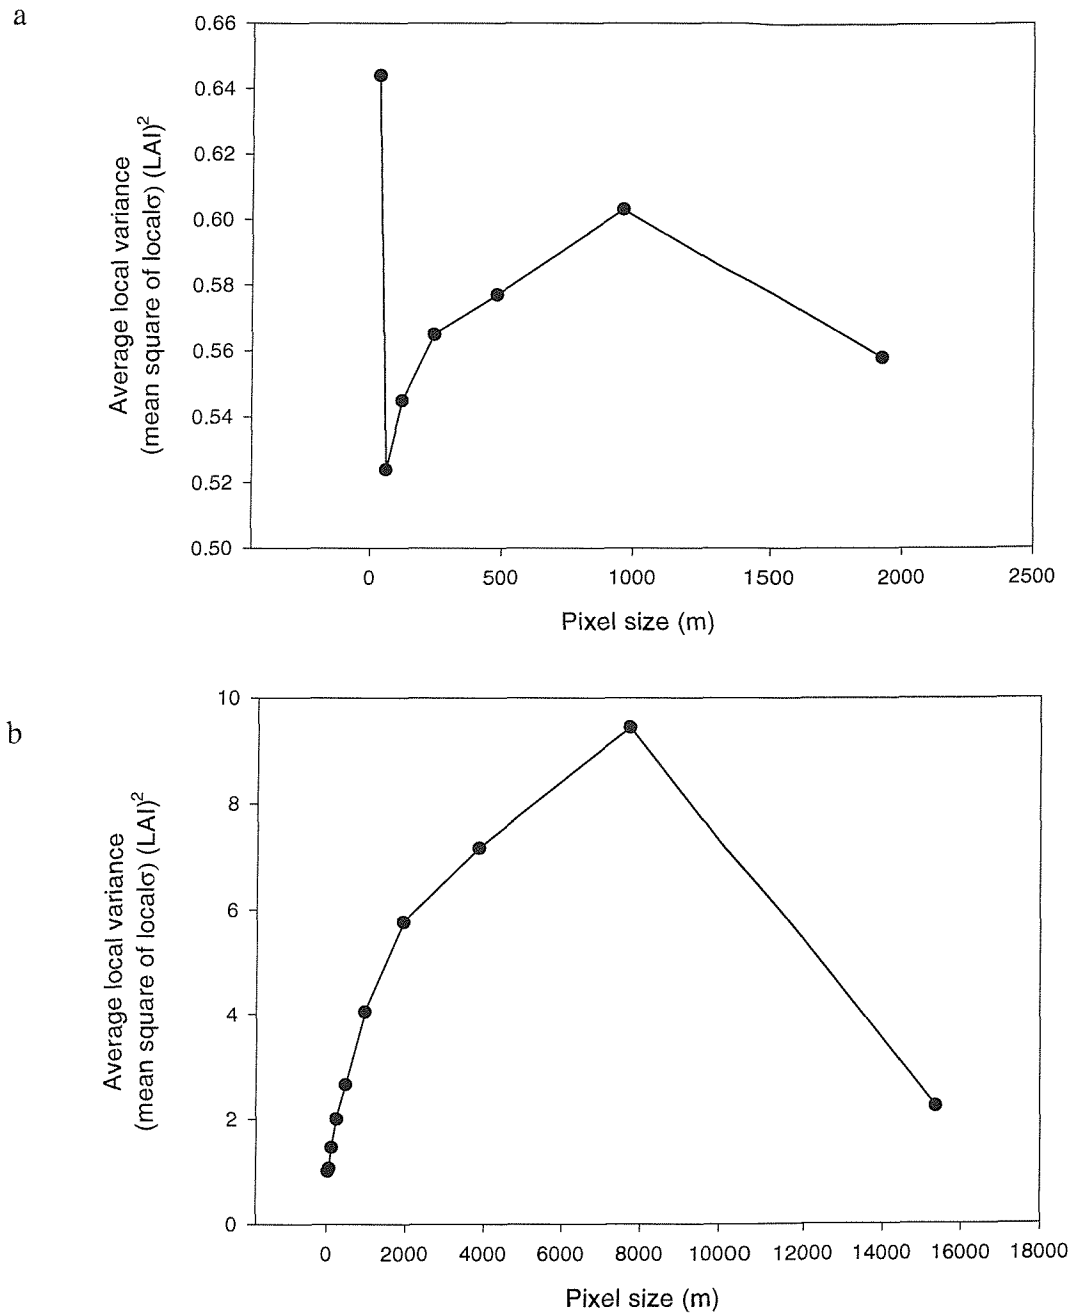 a
0.66
0.64
0.62
0.60
0.58
0.56
0.54
0.52
0.50
Average local variance
(mean square of localσ) (LAI)²
0 500 1000 1500 2000 2500
Pixel size (m)
b
10
8
6
4
2
0
Average local variance
(mean square of localσ) (LAI)²
0 2000 4000 6000 8000 10000 12000 14000 16000 18000
Pixel size (m)